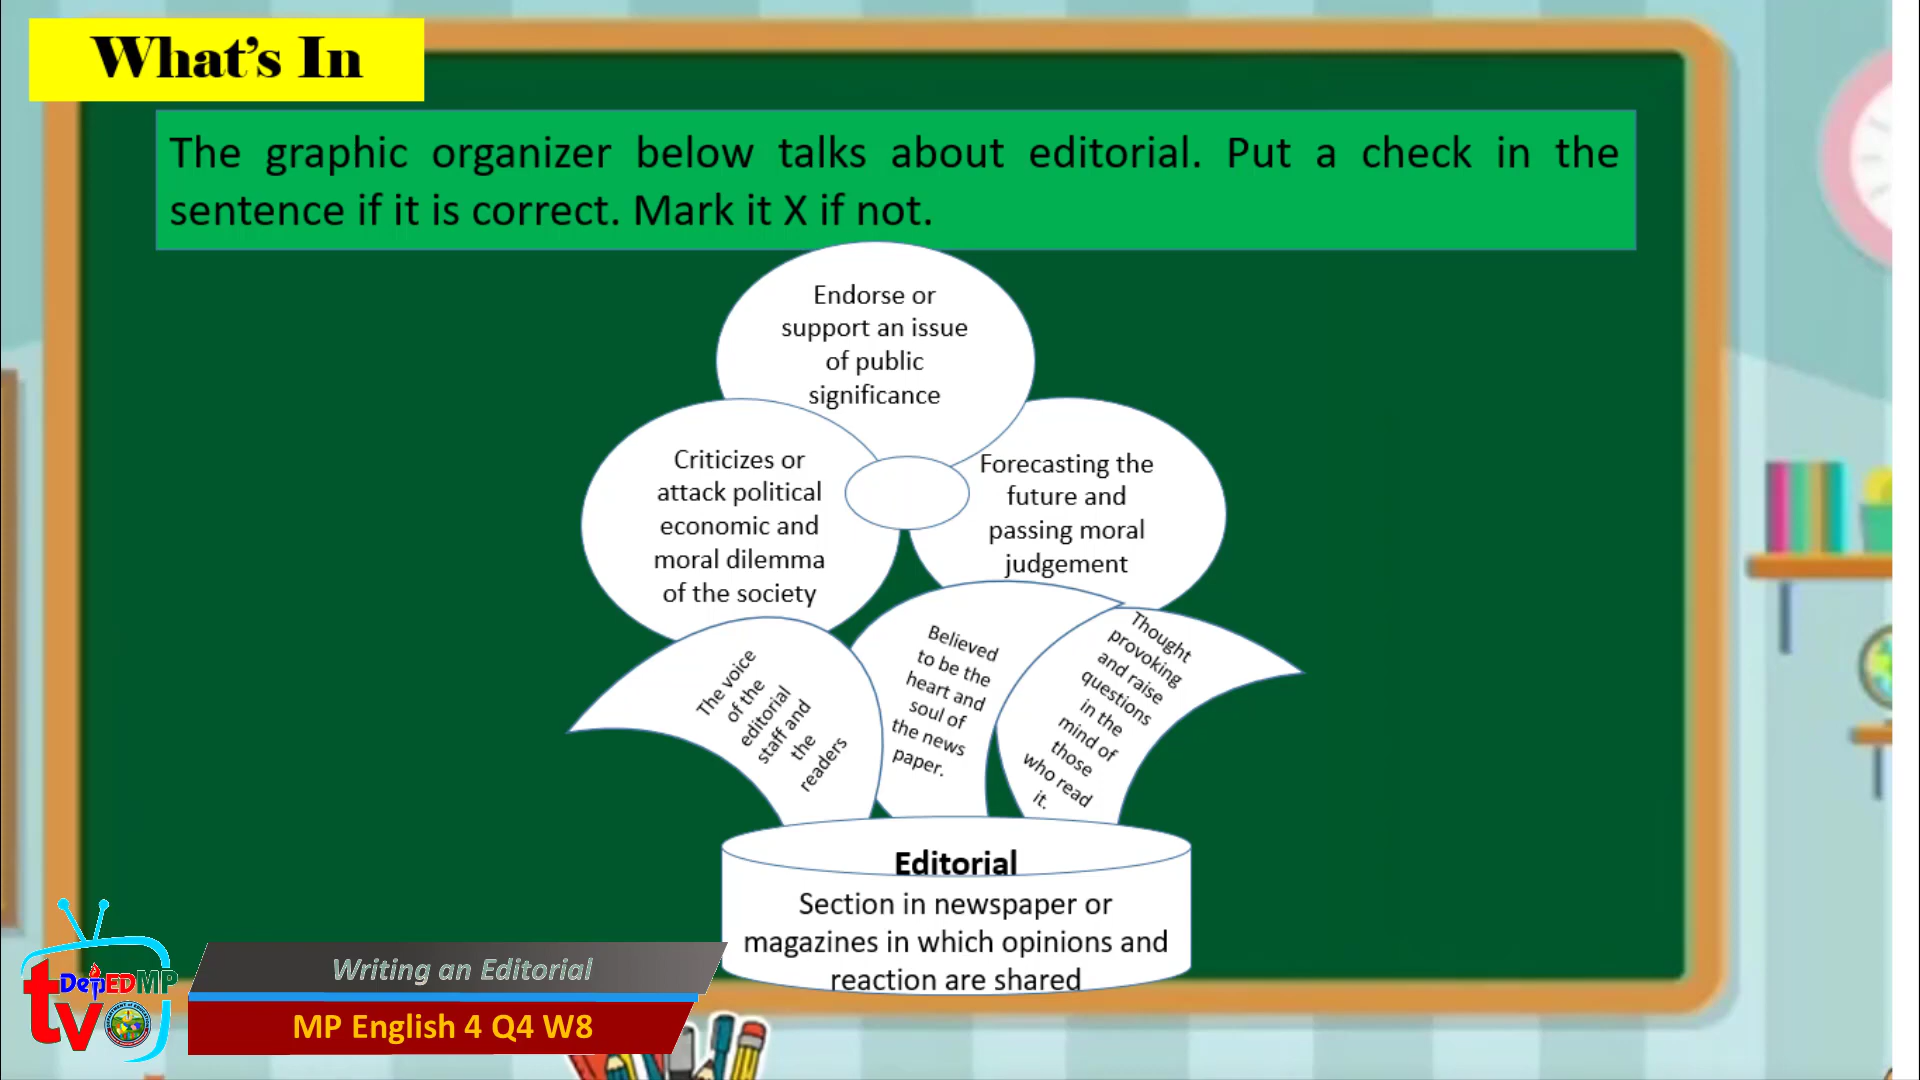 What's In
The graphic organizer below talks about editorial. Put a check in the
sentence if it is correct. Mark it X if not.
Endorse or
support an issue
of public
significance
Criticizes or
attack political
economic and
moral dilemma
of the society
Forecasting the
future and
passing moral
judgement
The voice
of the
editorial
staff and
the
readers
Believed
to be the
heart and
soul of
the news
paper.
Thought
provoking
and raise
questions
in the
mind of
those
who read
it.
Editorial
Section in newspaper or
magazines in which opinions and
reaction are shared
DepEDMP
tv
Writing an Editorial
MP English 4 Q4 W8